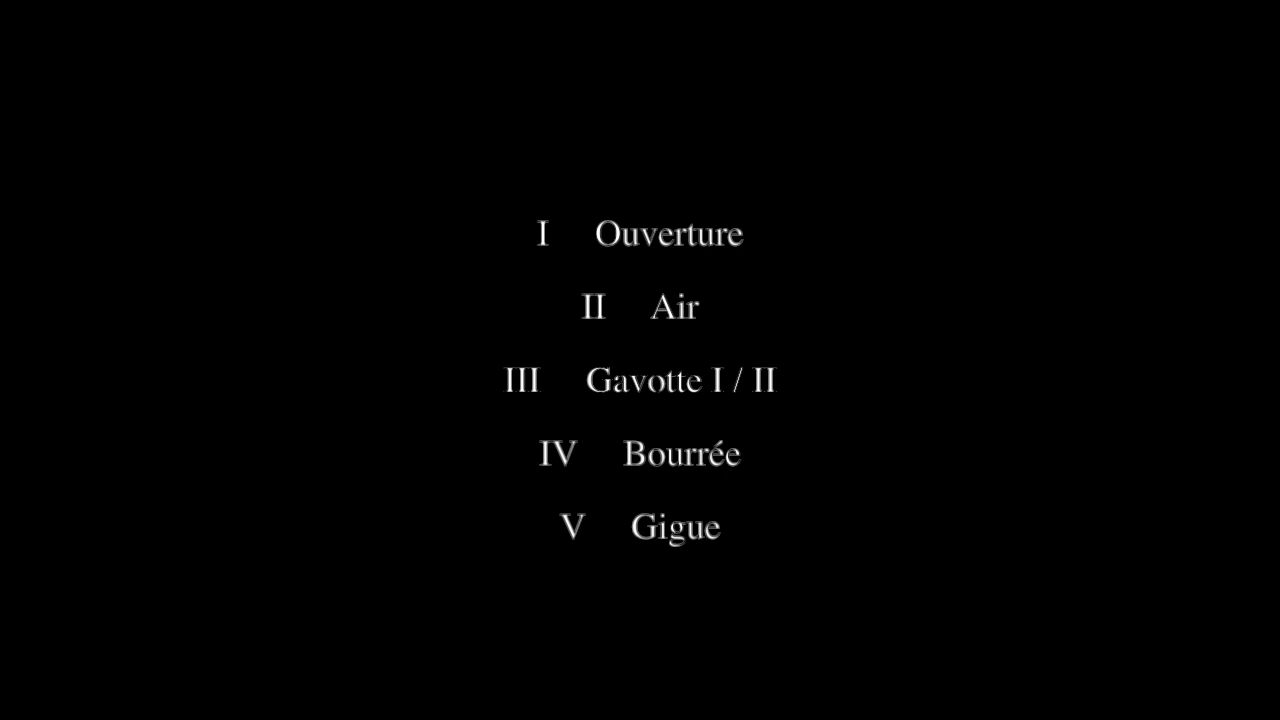 I Ouverture
II Air
III Gavotte I / II
IV Bourrée
V Gigue